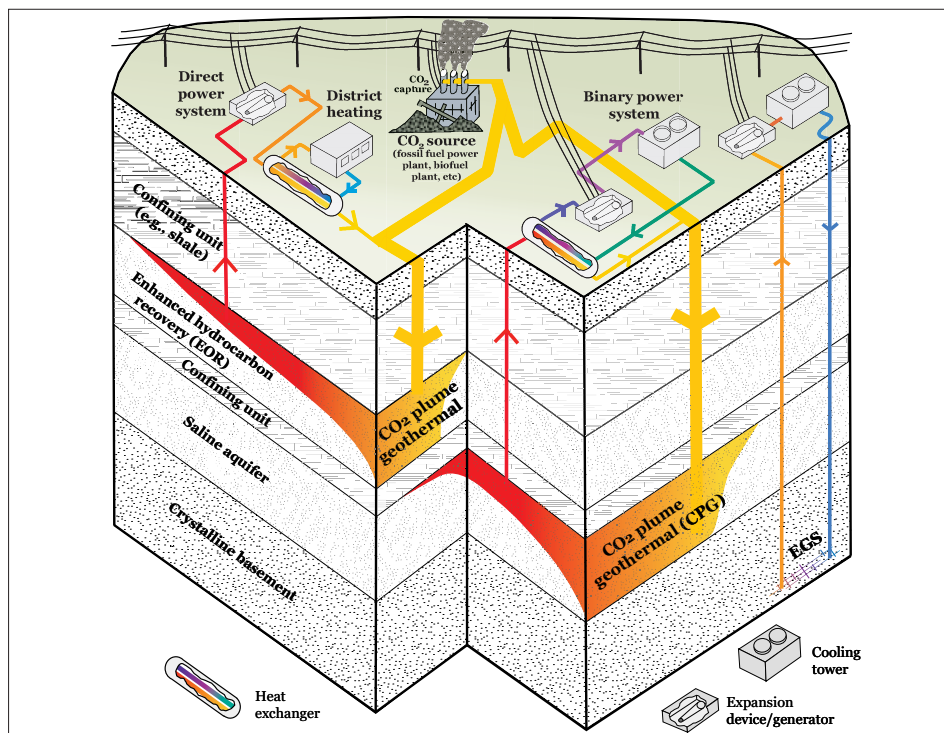 Direct
power
system
District
heating
CO2
capture
CO2 source
(fossil fuel power
plant, biofuel
plant, etc)
Binary power
system
Confining unit
(e.g., shale)
Enhanced hydrocarbon
recovery (EOR)
Confining unit
Saline aquifer
Crystalline basement
CO2 plume
geothermal
CO2 plume
geothermal (CPG)
EGS
Heat
exchanger
Cooling
tower
Expansion
device/generator